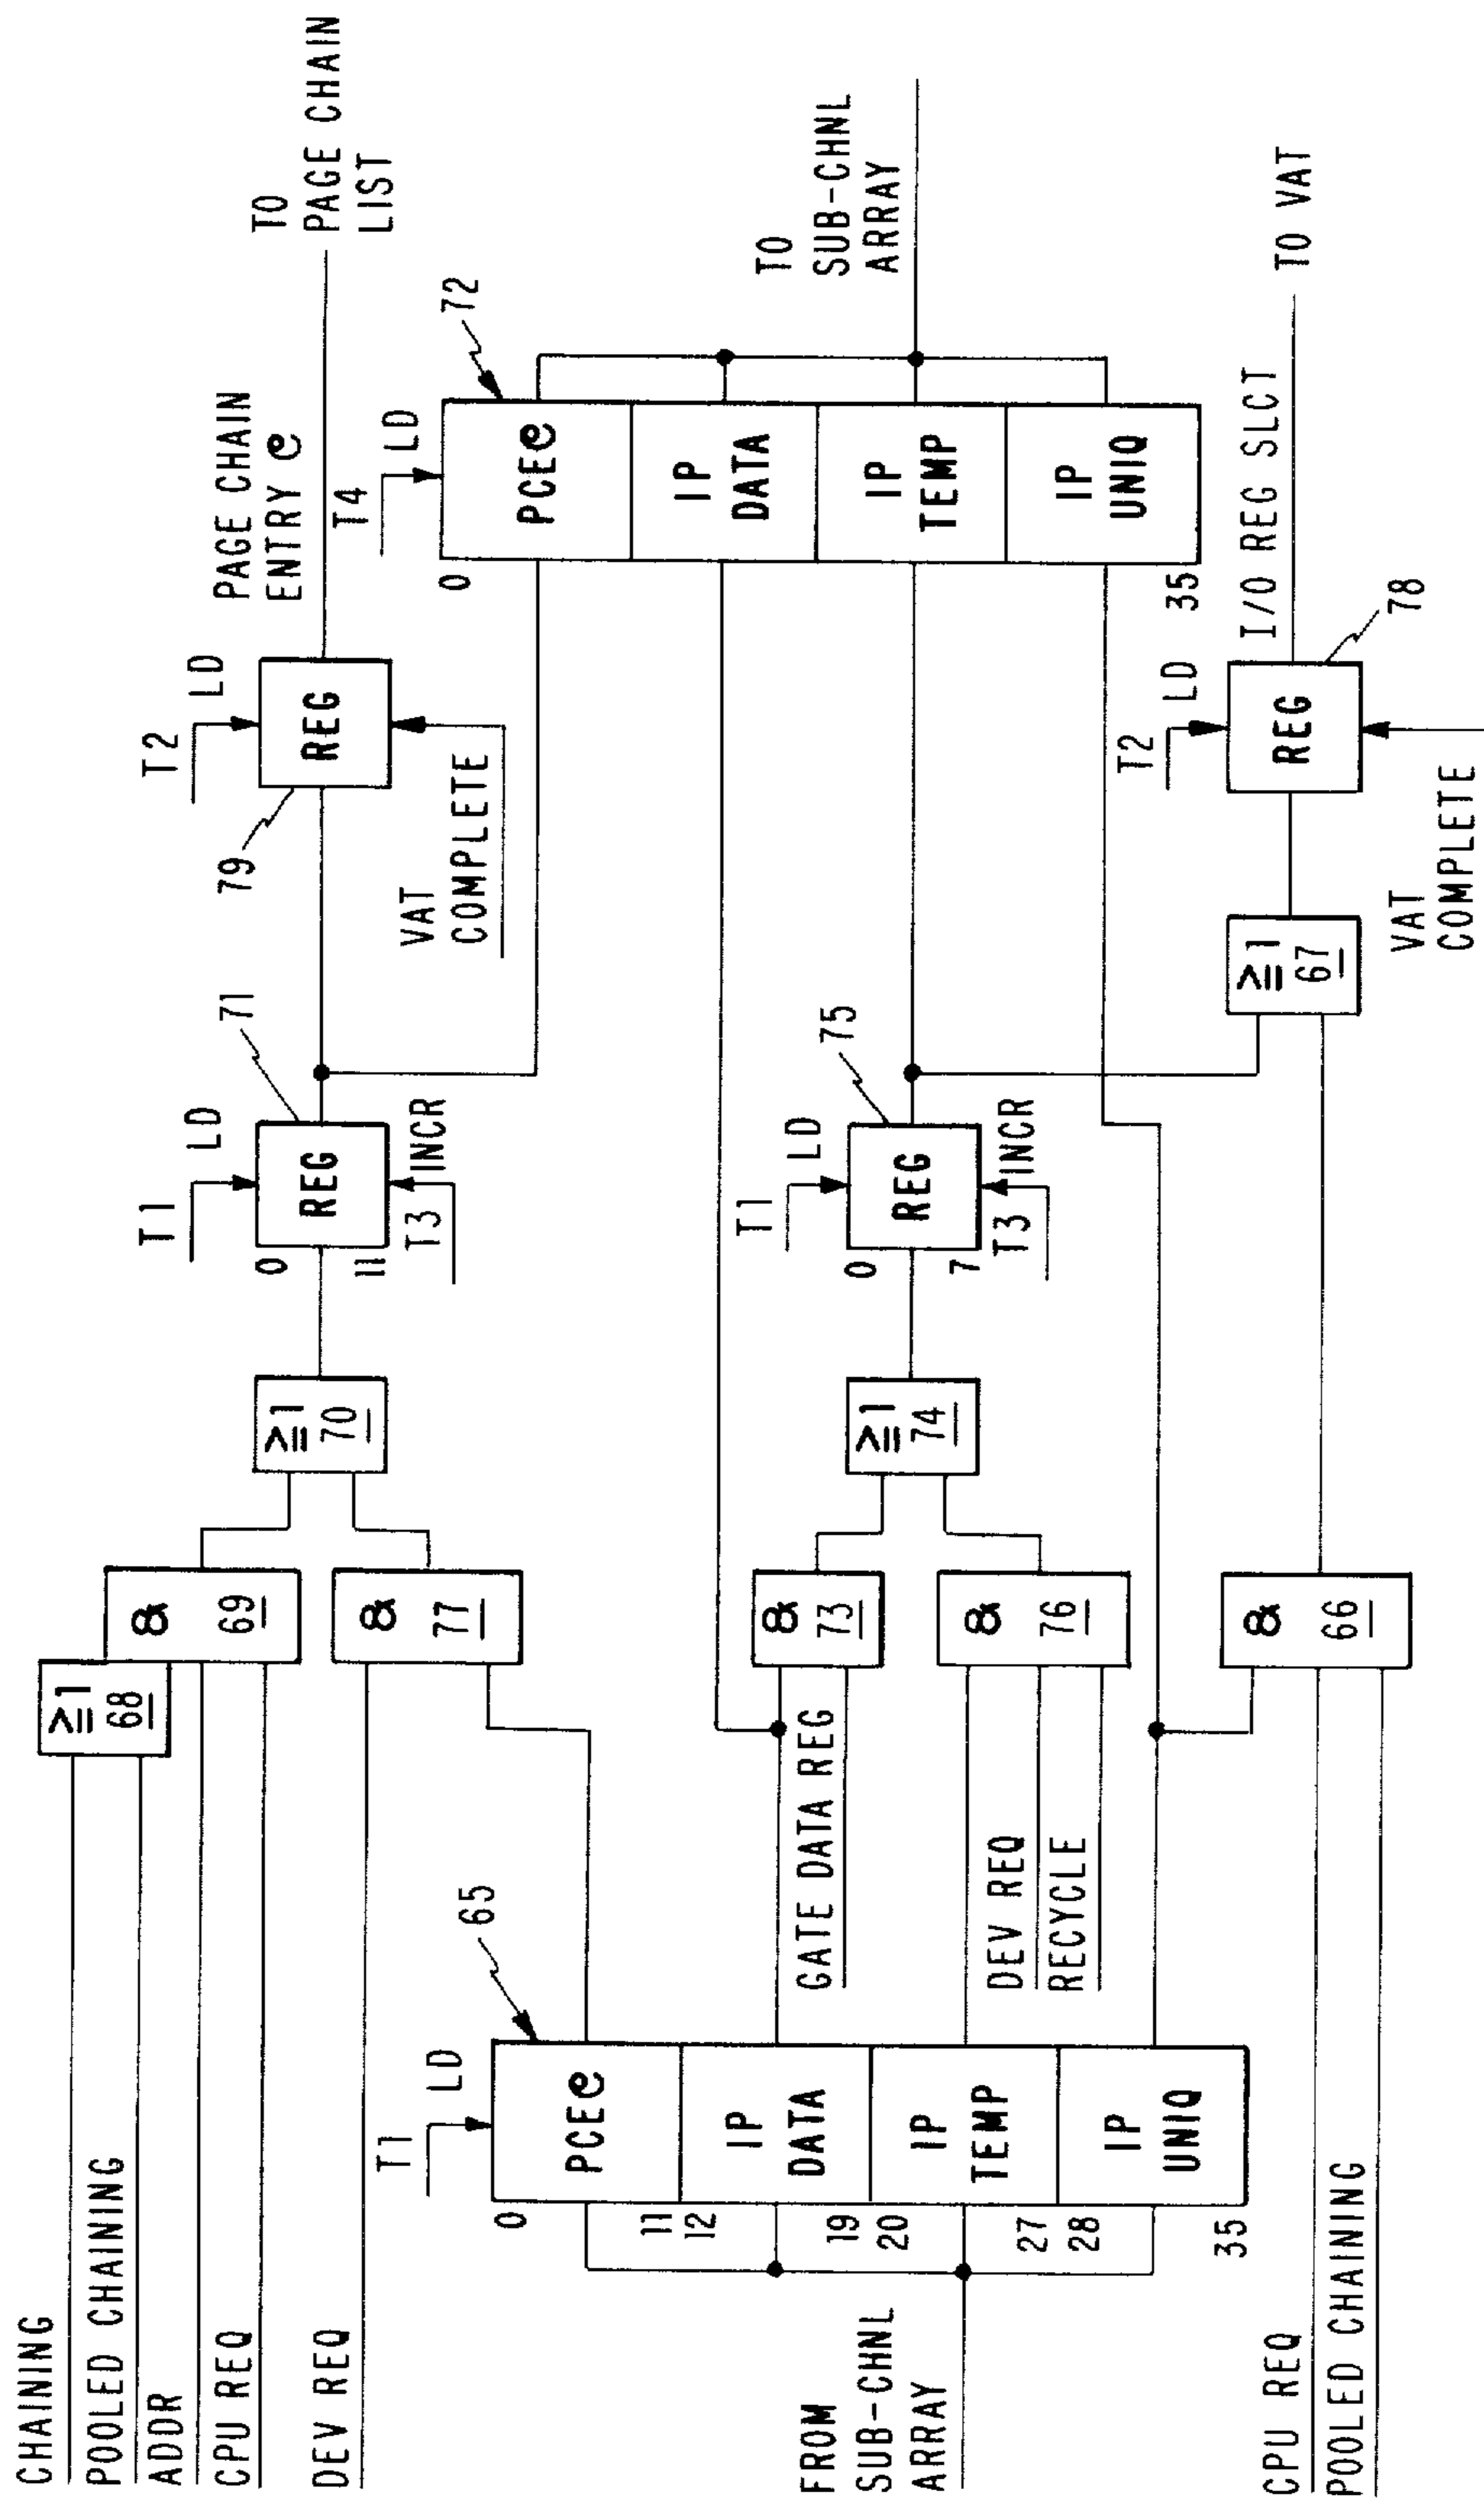 CHAINING
POOLED CHAINING
ADDR
CPU REQ
DEV REQ
FROM
SUB-CHNL
ARRAY
CPU REQ
POOLED CHAINING
T1
LD
65
0
11
12
19
20
27
28
35
PCE@
IP
DATA
IP
TEMP
IP
UNIQ
≥1
68
&
69
&
77
GATE DATA REG
DEV REQ
RECYCLE
&
73
&
76
&
66
≥1
70
≥1
74
T1
LD
71
0
11
REG
T3
INCR
T1
LD
75
0
7
REG
T3
INCR
≥1
67
T2
LD
79
REG
VAT
COMPLETE
PAGE CHAIN
ENTRY @
TO
PAGE CHAIN
LIST
T4
LD
72
0
35
PCE@
IP
DATA
IP
TEMP
IP
UNIQ
TO
SUB-CHNL
ARRAY
T2
LD
REG
78
I/O REG SLCT
TO VAT
VAT
COMPLETE